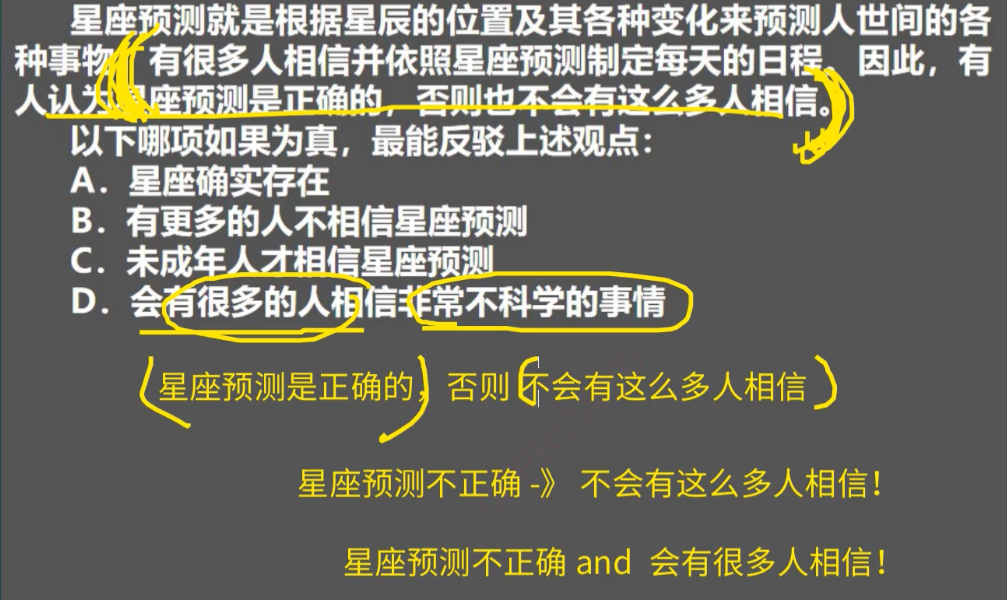 星座预测就是根据星辰的位置及其各种变化来预测人世间的各
种事物 有很多人相信并依照星座预测制定每天的日程。因此，有
人认为星座预测是正确的，否则也不会有这么多人相信。
以下哪项如果为真，最能反驳上述观点：
A．星座确实存在
B．有更多的人不相信星座预测
C．未成年人才相信星座预测
D．会有很多的人相信非常不科学的事情
星座预测是正确的，否则 不会有这么多人相信
星座预测不正确 -》 不会有这么多人相信！
星座预测不正确 and 会有很多人相信！